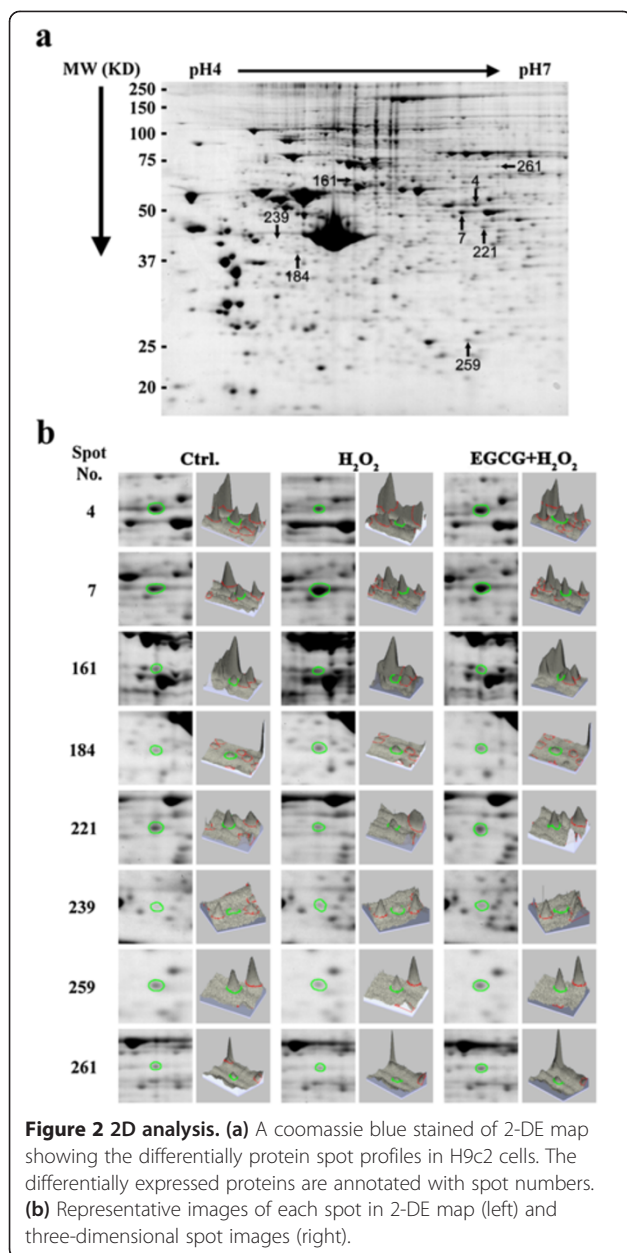 a
MW (KD) pH4 pH7
250
150
100
75
50
37
25
20
161
261
4
239
7
221
184
259
b
Spot No. Ctrl. H₂O₂ EGCG+H₂O₂
4
7
161
184
221
239
259
261
Figure 2 2D analysis. (a) A coomassie blue stained of 2-DE map
showing the differentially protein spot profiles in H9c2 cells. The
differentially expressed proteins are annotated with spot numbers.
(b) Representative images of each spot in 2-DE map (left) and
three-dimensional spot images (right).